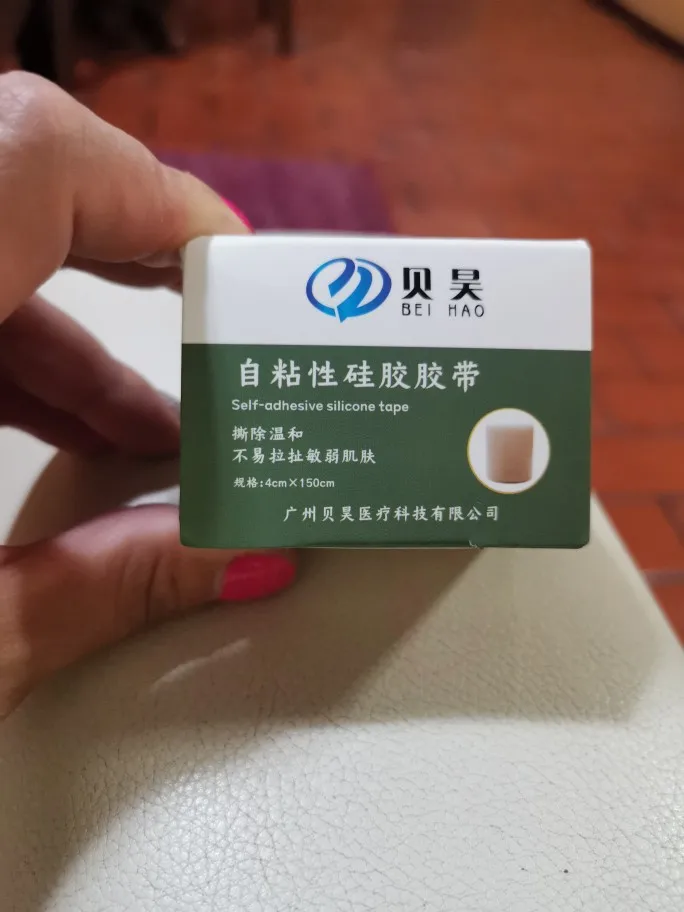 贝昊
BEI HAO
自粘性硅胶胶带
Self-adhesive silicone tape
撕除温和
不易拉扯敏弱肌肤
规格:4cm×150cm
广州贝昊医疗科技有限公司